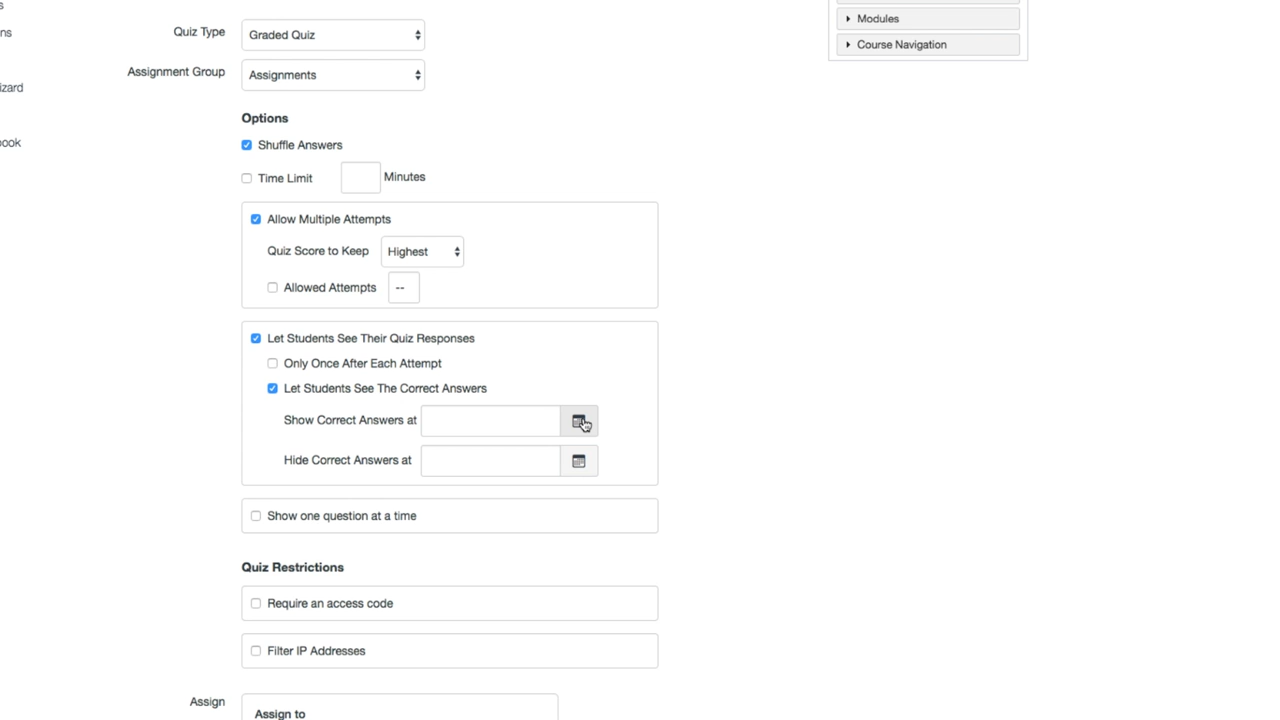 s
Modules
ns
Quiz Type Graded Quiz
Course Navigation
Assignment Group Assignments
izard
Options
ook
Shuffle Answers
Time Limit Minutes
Allow Multiple Attempts
Quiz Score to Keep Highest
Allowed Attempts --
Let Students See Their Quiz Responses
Only Once After Each Attempt
Let Students See The Correct Answers
Show Correct Answers at
Hide Correct Answers at
Show one question at a time
Quiz Restrictions
Require an access code
Filter IP Addresses
Assign
Assign to